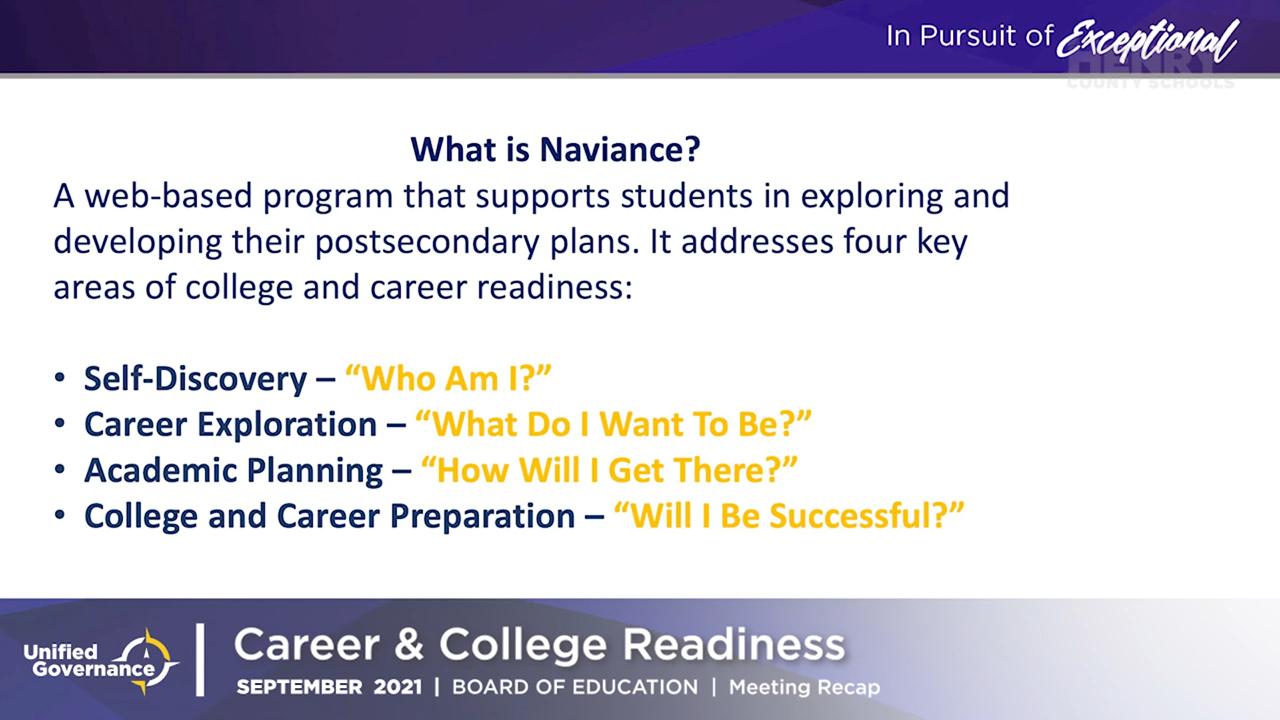 In Pursuit of Exceptional
HENRY
COUNTY SCHOOLS
What is Naviance?
A web-based program that supports students in exploring and
developing their postsecondary plans. It addresses four key
areas of college and career readiness:
• Self-Discovery – “Who Am I?”
• Career Exploration – “What Do I Want To Be?”
• Academic Planning – “How Will I Get There?”
• College and Career Preparation – “Will I Be Successful?”
Unified
Governance
Career & College Readiness
SEPTEMBER 2021 | BOARD OF EDUCATION | Meeting Recap